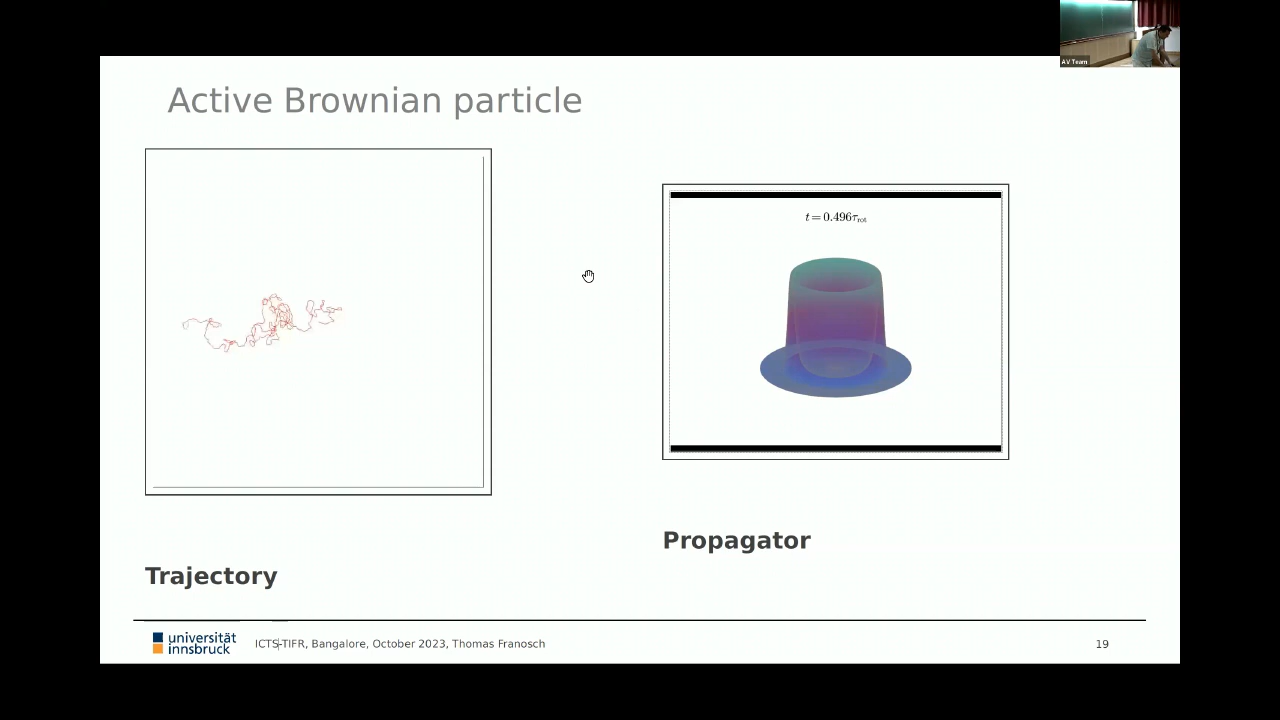 AV Team
Active Brownian particle
t = 0.496τrot
Propagator
Trajectory
universität
innsbruck
ICTS-TIFR, Bangalore, October 2023, Thomas Franosch
19